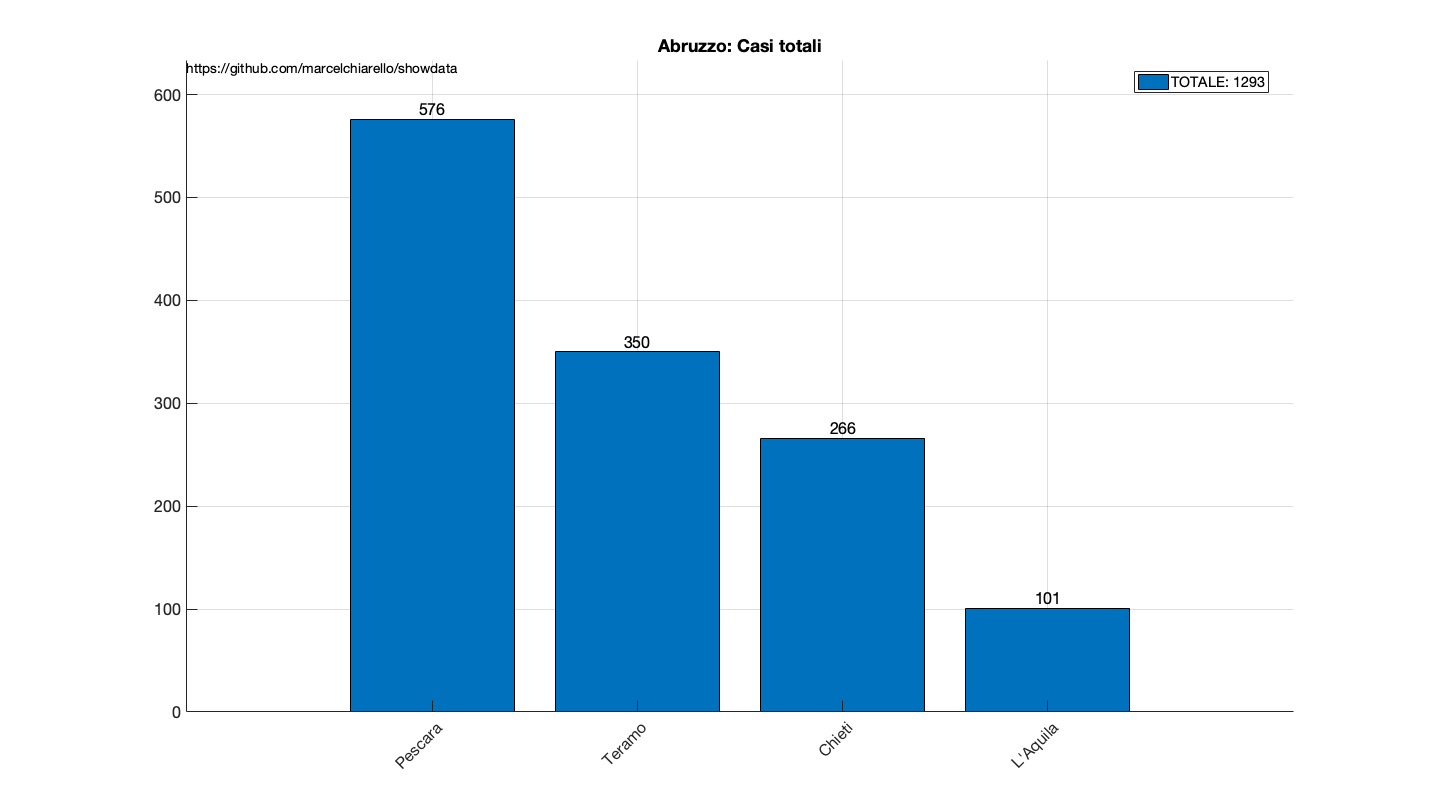 Abruzzo: Casi totali
https://github.com/marcelchiarello/showdata
TOTALE: 1293
600
500
400
300
200
100
0
576
350
266
101
Pescara
Teramo
Chieti
L'Aquila